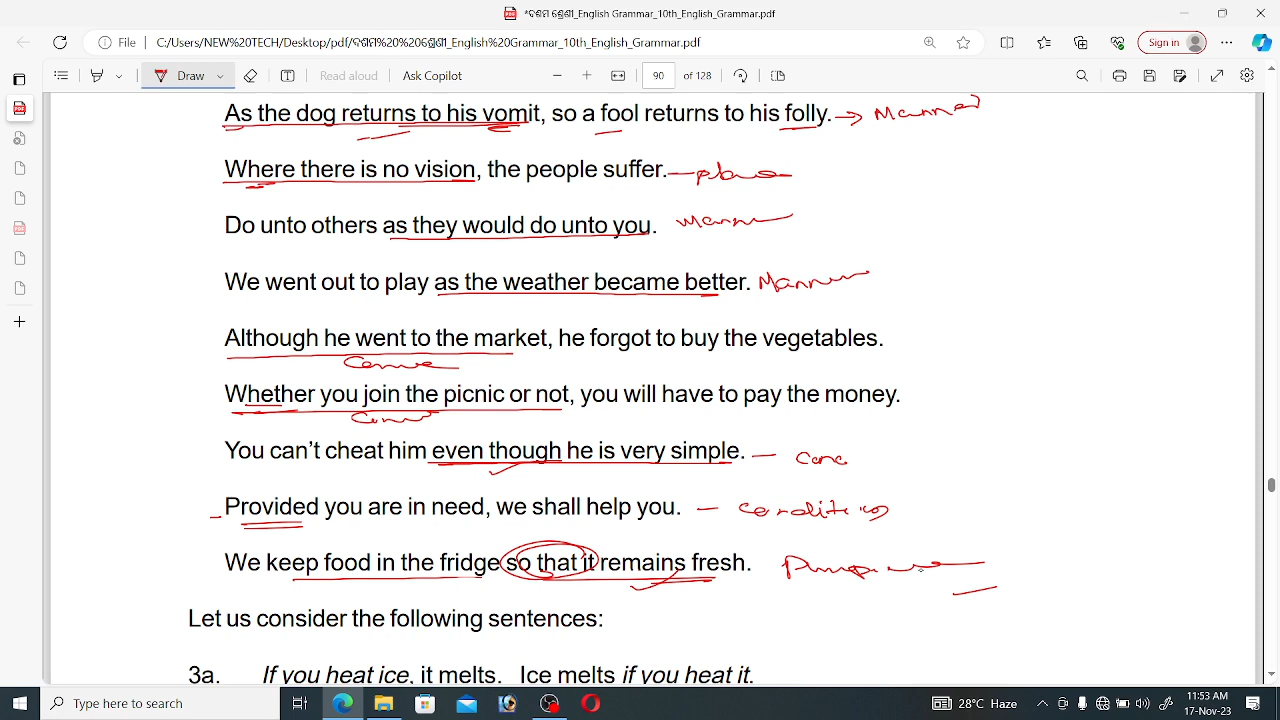 *ଦଶମ ଶ୍ରେଣୀ_English Grammar_10th_English_Grammar.pdf
File C:/Users/NEW%20TECH/Desktop/pdf/ଦଶମ%20ଶ୍ରେଣୀ_English Grammar_10th_English_Grammar.pdf Sign in
Draw Read aloud Ask Copilot 90 of 128
As the dog returns to his vomit, so a fool returns to his folly. → Manner
Where there is no vision, the people suffer. - place
Do unto others as they would do unto you. Manner
We went out to play as the weather became better. Manner
Although he went to the market, he forgot to buy the vegetables.
Whether you join the picnic or not, you will have to pay the money.
You can’t cheat him even though he is very simple. - conc
Provided you are in need, we shall help you. - condition
We keep food in the fridge so that it remains fresh. Purpose
Let us consider the following sentences:
3a. If you heat ice, it melts. Ice melts if you heat it.
Type here to search 28°C Haze 11:53 AM
17-Nov-23